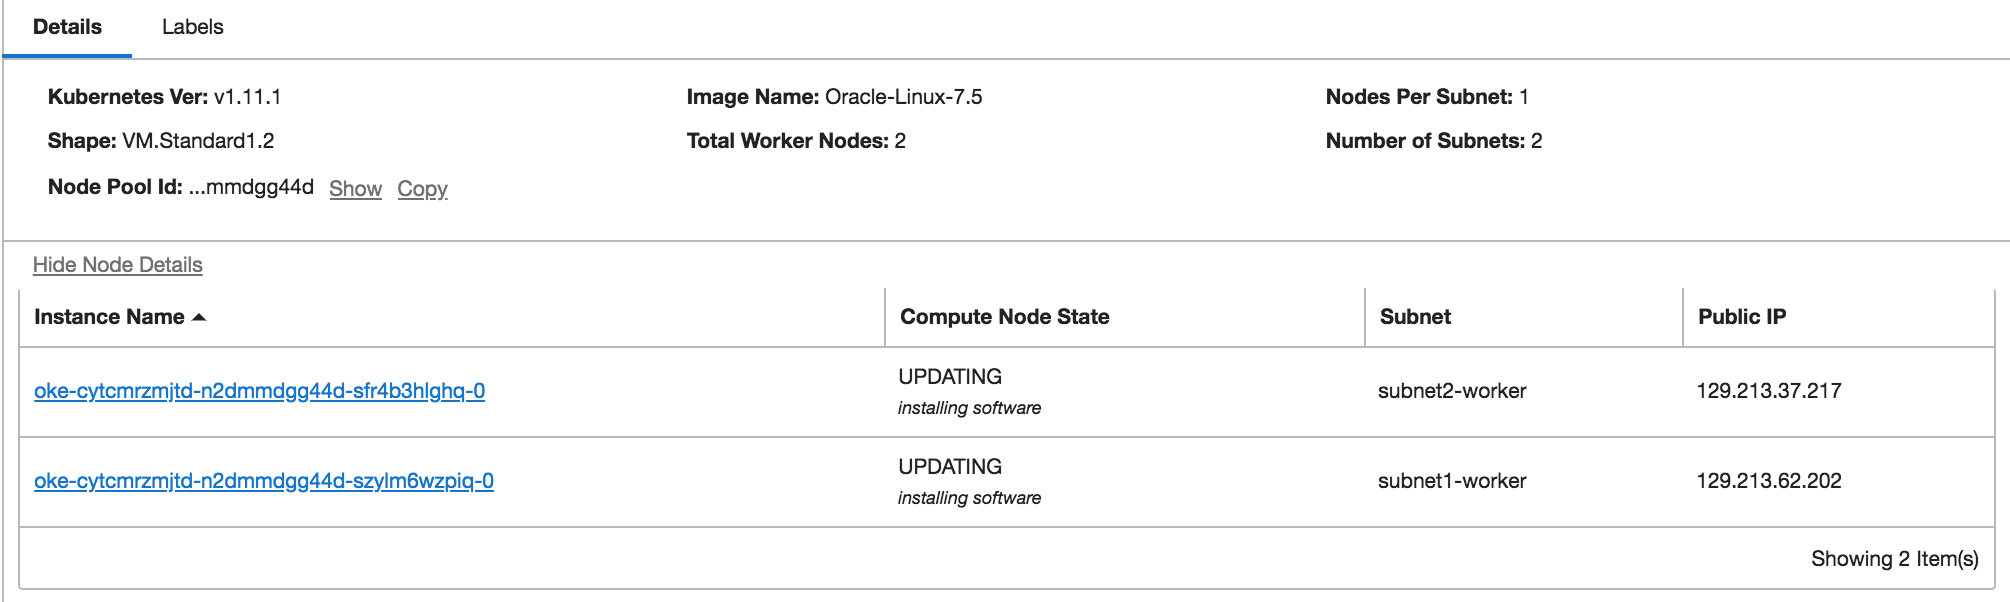 Details Labels
Kubernetes Ver: v1.11.1 Image Name: Oracle-Linux-7.5 Nodes Per Subnet: 1
Shape: VM.Standard1.2 Total Worker Nodes: 2 Number of Subnets: 2
Node Pool Id: ...mmdgg44d Show Copy
Hide Node Details
Instance Name Compute Node State Subnet Public IP
oke-cytcmrzmjtd-n2dmmdgg44d-sfr4b3hlghq-0 UPDATING subnet2-worker 129.213.37.217
installing software
oke-cytcmrzmjtd-n2dmmdgg44d-szylm6wzpiq-0 UPDATING subnet1-worker 129.213.62.202
installing software
Showing 2 Item(s)